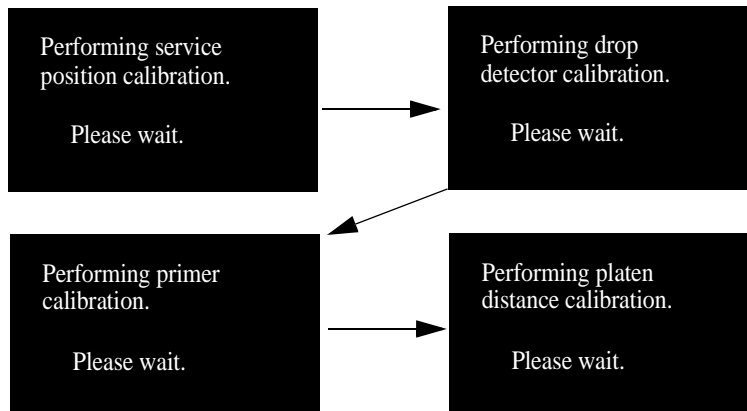 Performing service
position calibration.
Please wait.
Performing drop
detector calibration.
Please wait.
Performing primer
calibration.
Please wait.
Performing platen
distance calibration.
Please wait.